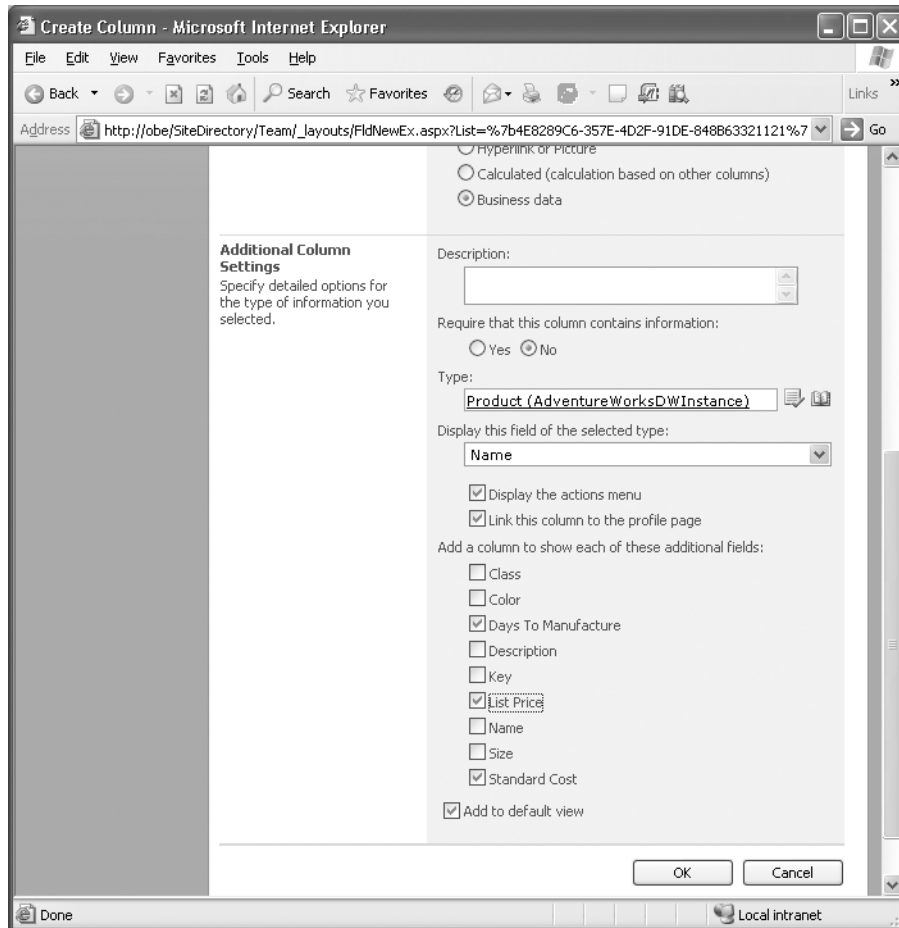 Create Column - Microsoft Internet Explorer
File Edit View Favorites Tools Help
Back Search Favorites Links »
Address http://obe/SiteDirectory/Team/_layouts/FldNewEx.aspx?List=%7b4E8289C6-357E-4D2F-91DE-848B63321121%7 Go
Hyperlink or Picture
Calculated (calculation based on other columns)
Business data
Additional Column
Settings
Specify detailed options for
the type of information you
selected.
Description:
Require that this column contains information:
Yes No
Type:
Product (AdventureWorksDWInstance)
Display this field of the selected type:
Name
Display the actions menu
Link this column to the profile page
Add a column to show each of these additional fields:
Class
Color
Days To Manufacture
Description
Key
List Price
Name
Size
Standard Cost
Add to default view
OK Cancel
Done Local intranet